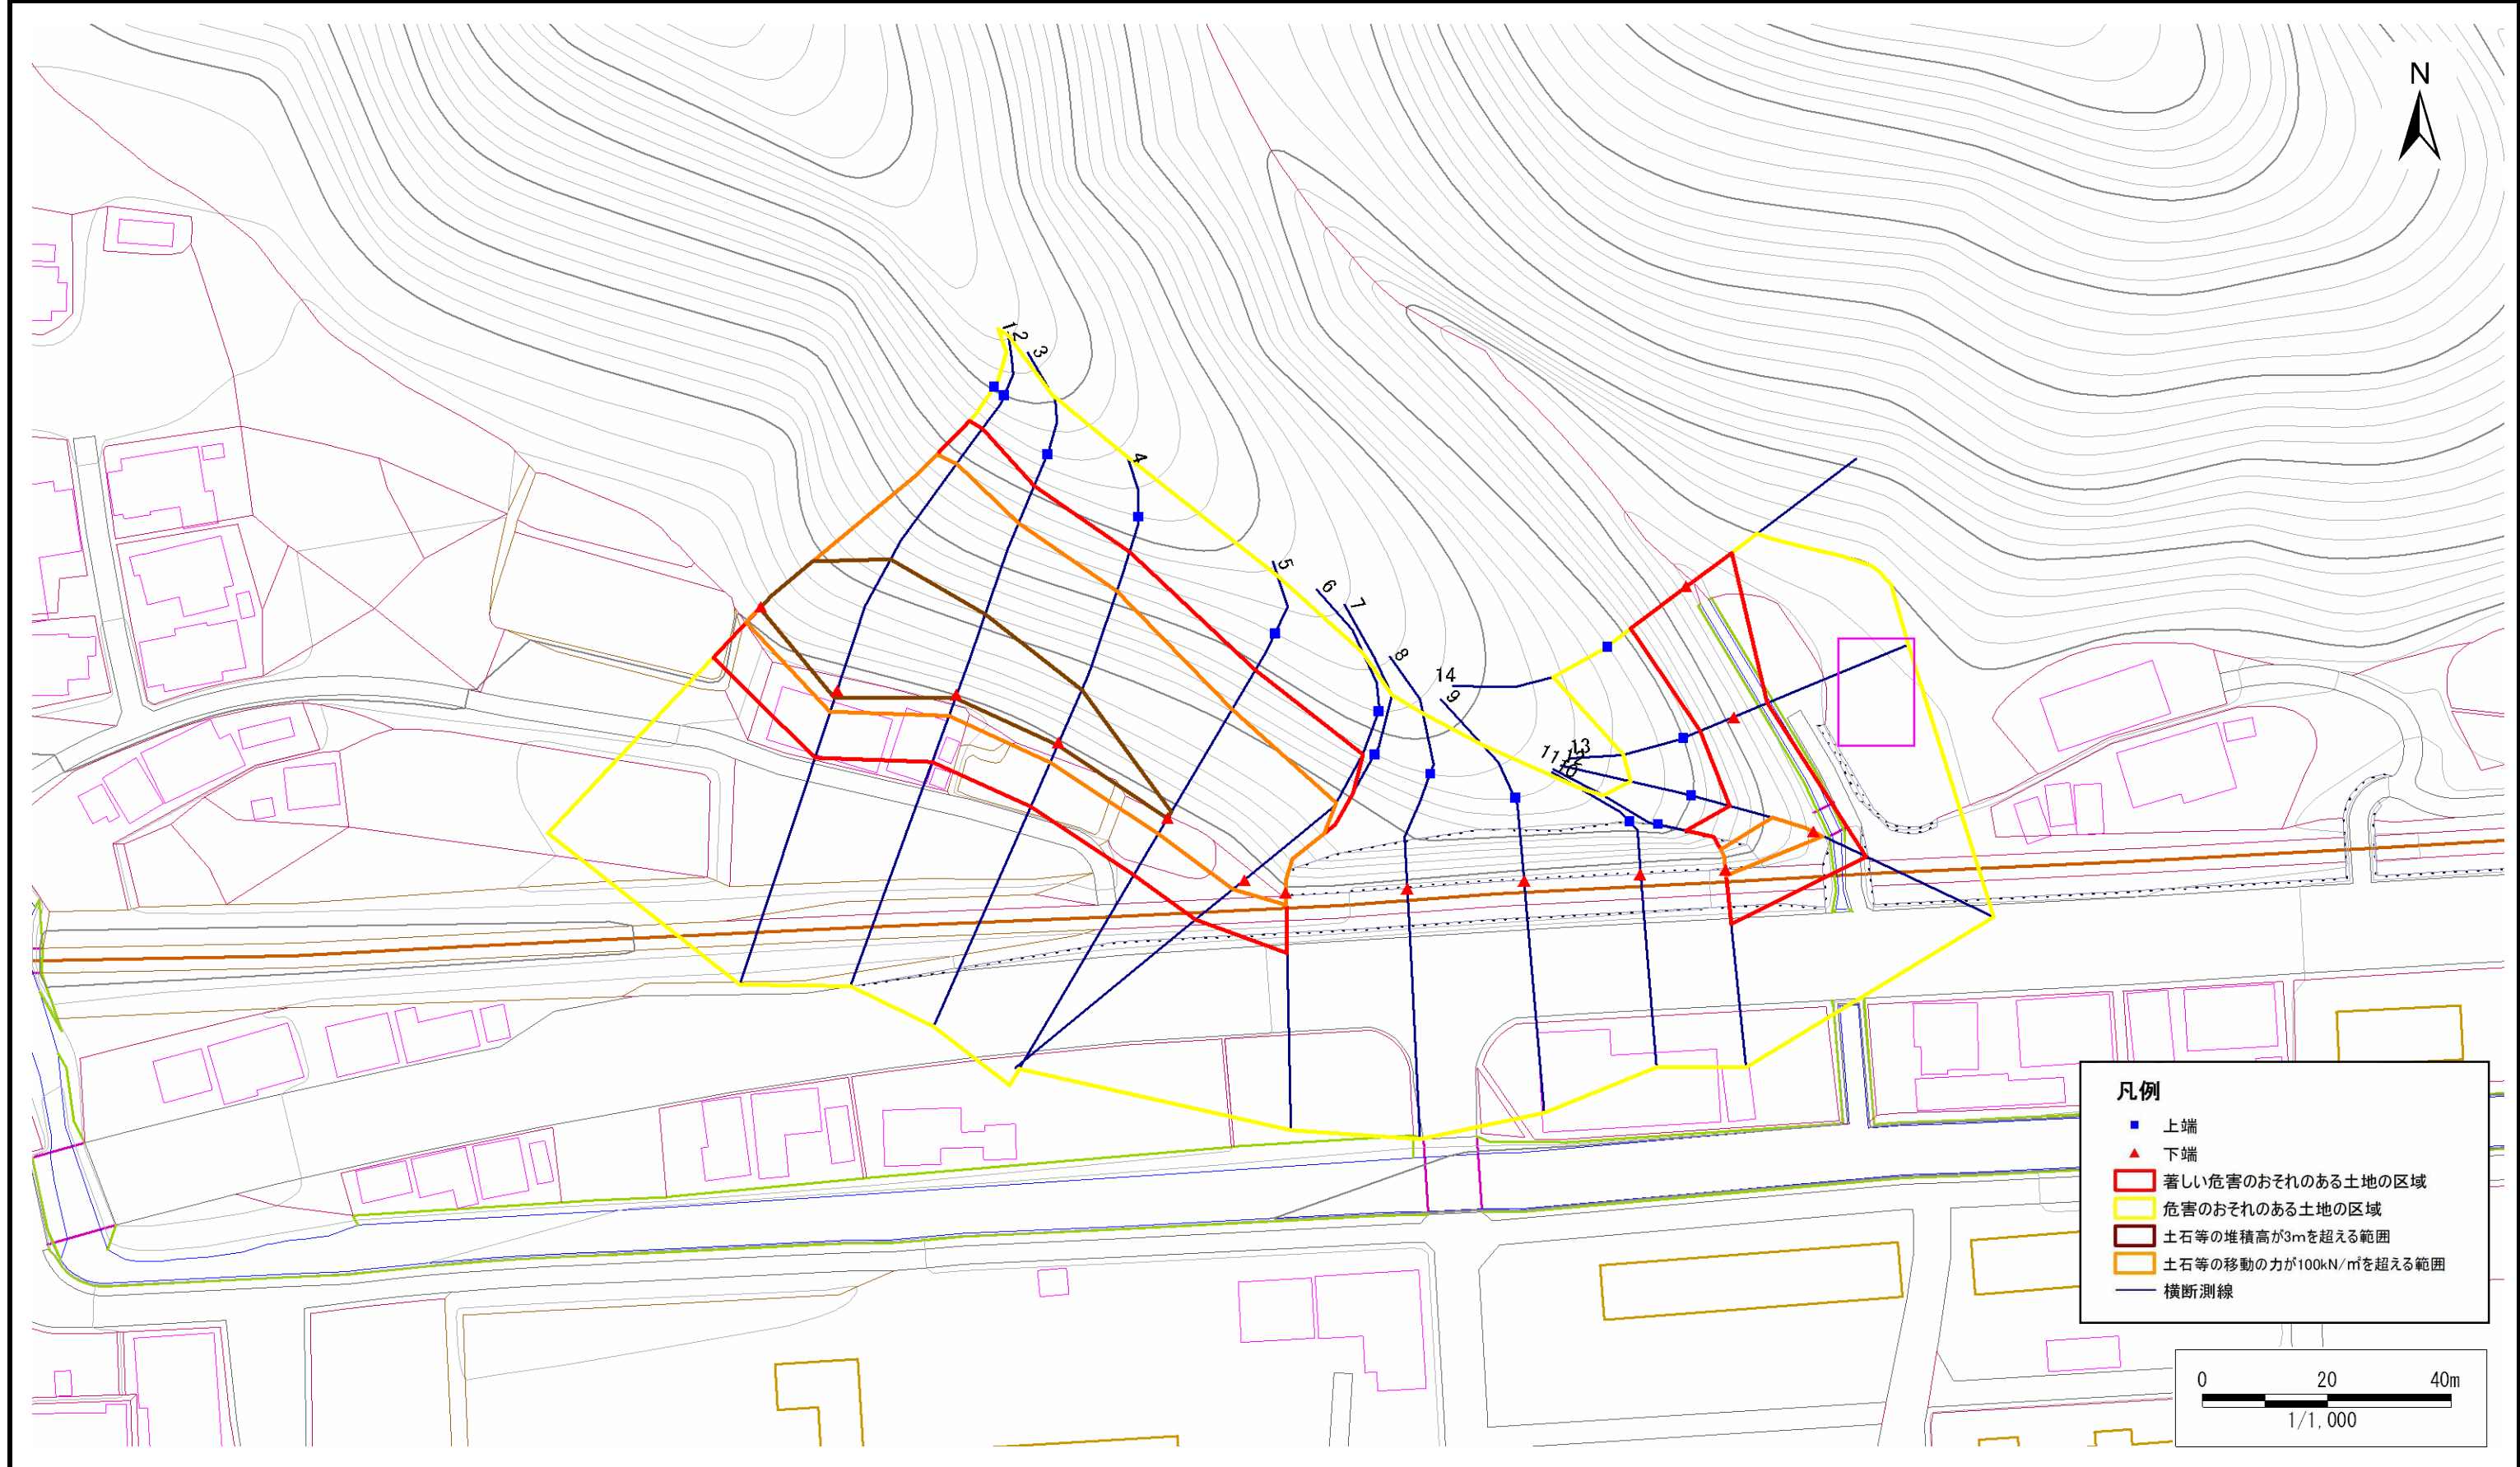 N
1
2
3
4
5
6
7
8
14
9
11
13
凡例
上端
下端
著しい危害のおそれのある土地の区域
危害のおそれのある土地の区域
土石等の堆積高が3mを超える範囲
土石等の移動の力が100kN/㎡を超える範囲
横断測線
0 20 40m
1/1,000